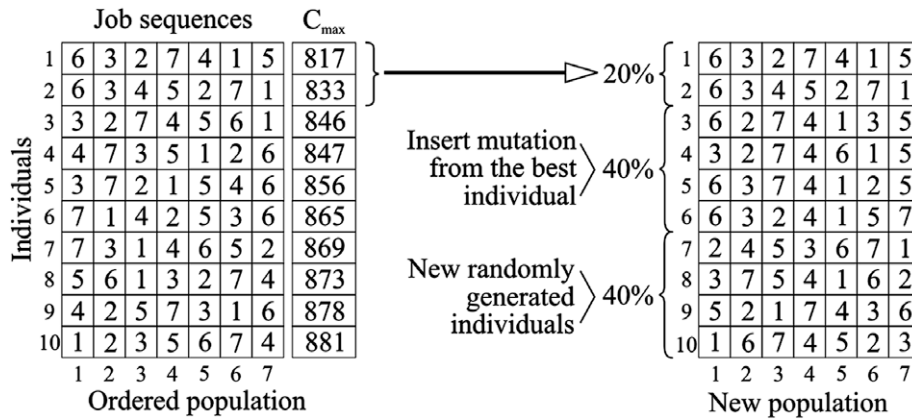 Job sequences C_max
1 6 3 2 7 4 1 5 817 20% 1 6 3 2 7 4 1 5
2 6 3 4 5 2 7 1 833 2 6 3 4 5 2 7 1
3 3 2 7 4 5 6 1 846 3 6 2 7 4 1 3 5
4 4 7 3 5 1 2 6 847 4 3 2 7 4 6 1 5
5 3 7 2 1 5 4 6 856 5 6 3 7 4 1 2 5
6 7 1 4 2 5 3 6 865 6 6 3 2 4 1 5 7
7 7 3 1 4 6 5 2 869 7 2 4 5 3 6 7 1
8 5 6 1 3 2 7 4 873 8 3 7 5 4 1 6 2
9 4 2 5 7 3 1 6 878 9 5 2 1 7 4 3 6
10 1 2 3 5 6 7 4 881 10 1 6 7 4 5 2 3
1 2 3 4 5 6 7 1 2 3 4 5 6 7
Individuals
Insert mutation
from the best
individual
40%
New randomly
generated
individuals
40%
Ordered population New population